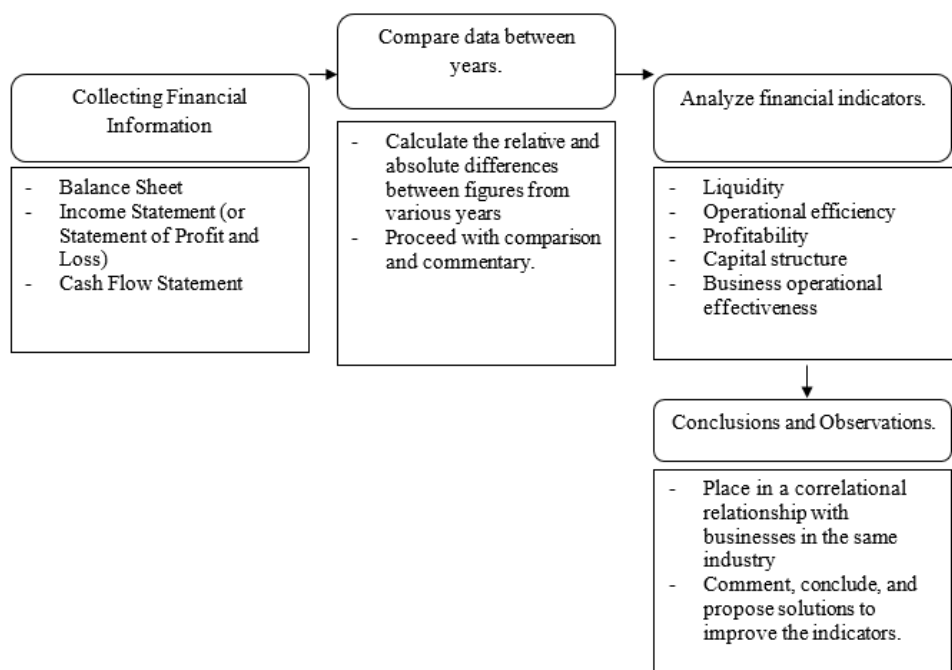 Collecting Financial
Information
- Balance Sheet
- Income Statement (or
Statement of Profit and
Loss)
- Cash Flow Statement
Compare data between
years.
- Calculate the relative and
absolute differences
between figures from
various years
- Proceed with comparison
and commentary.
Analyze financial indicators.
- Liquidity
- Operational efficiency
- Profitability
- Capital structure
- Business operational
effectiveness
Conclusions and Observations.
- Place in a correlational
relationship with
businesses in the same
industry
- Comment, conclude, and
propose solutions to
improve the indicators.